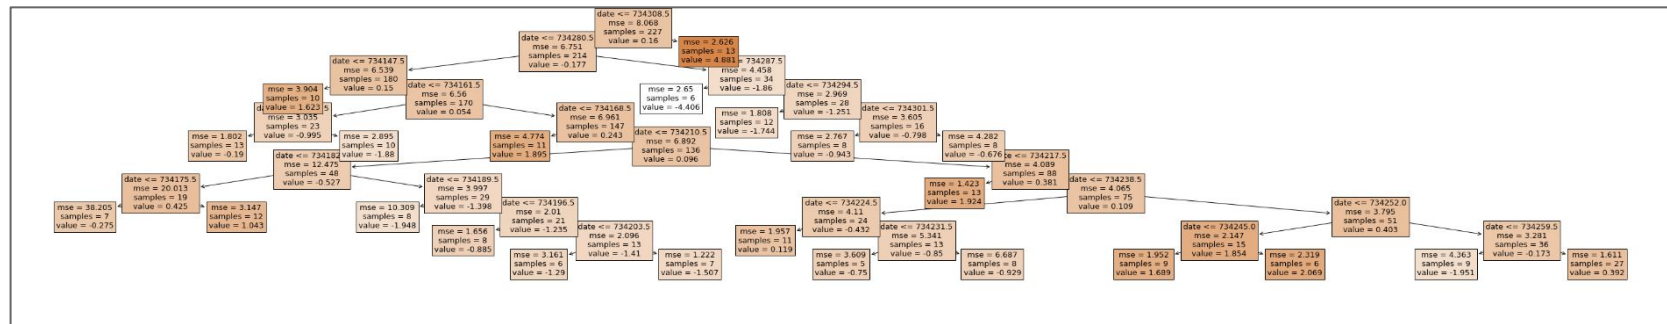 date <= 734308.5
mse = 8.068
samples = 227
value = 0.16
date <= 734280.5
mse = 6.751
samples = 214
value = -0.177
mse = 2.626
samples = 13
value = 4.881
date <= 734147.5
mse = 6.539
samples = 180
value = 0.15
734287.5
mse = 4.458
samples = 34
value = -1.86
mse = 3.904
samples = 10
value = 1.623
date <= 734161.5
mse = 6.56
samples = 170
value = 0.054
mse = 2.65
samples = 6
value = -4.406
date <= 734294.5
mse = 2.969
samples = 28
value = -1.251
mse = 3.035
samples = 23
value = -0.995
date <= 734168.5
mse = 6.961
samples = 147
value = 0.243
mse = 1.808
samples = 12
value = -1.744
date <= 734301.5
mse = 3.605
samples = 16
value = -0.798
mse = 1.802
samples = 13
value = -0.19
mse = 2.895
samples = 10
value = -1.88
mse = 4.774
samples = 11
value = 1.895
date <= 734210.5
mse = 6.892
samples = 136
value = 0.096
mse = 2.767
samples = 8
value = -0.943
mse = 4.282
samples = 8
value = -0.676
date <= 734182
mse = 12.475
samples = 48
value = -0.527
date <= 734217.5
mse = 4.089
samples = 88
value = 0.381
date <= 734175.5
mse = 20.013
samples = 19
value = 0.425
date <= 734189.5
mse = 3.997
samples = 29
value = -1.398
mse = 1.423
samples = 13
value = 1.924
date <= 734238.5
mse = 4.065
samples = 75
value = 0.109
mse = 38.205
samples = 7
value = -0.275
mse = 3.147
samples = 12
value = 1.043
mse = 10.309
samples = 8
value = -1.948
date <= 734196.5
mse = 2.01
samples = 21
value = -1.235
date <= 734224.5
mse = 4.11
samples = 24
value = -0.432
date <= 734252.0
mse = 3.795
samples = 51
value = 0.403
mse = 1.656
samples = 8
value = -0.885
date <= 734203.5
mse = 2.096
samples = 13
value = -1.41
mse = 1.957
samples = 11
value = 0.119
date <= 734231.5
mse = 5.341
samples = 13
value = -0.85
date <= 734245.0
mse = 2.147
samples = 15
value = 1.854
date <= 734259.5
mse = 3.281
samples = 36
value = -0.173
mse = 3.161
samples = 6
value = -1.29
mse = 1.222
samples = 7
value = -1.507
mse = 3.609
samples = 5
value = -0.75
mse = 6.687
samples = 8
value = -0.929
mse = 1.952
samples = 9
value = 1.689
mse = 2.319
samples = 6
value = 2.069
mse = 4.363
samples = 9
value = -1.951
mse = 1.611
samples = 27
value = 0.392